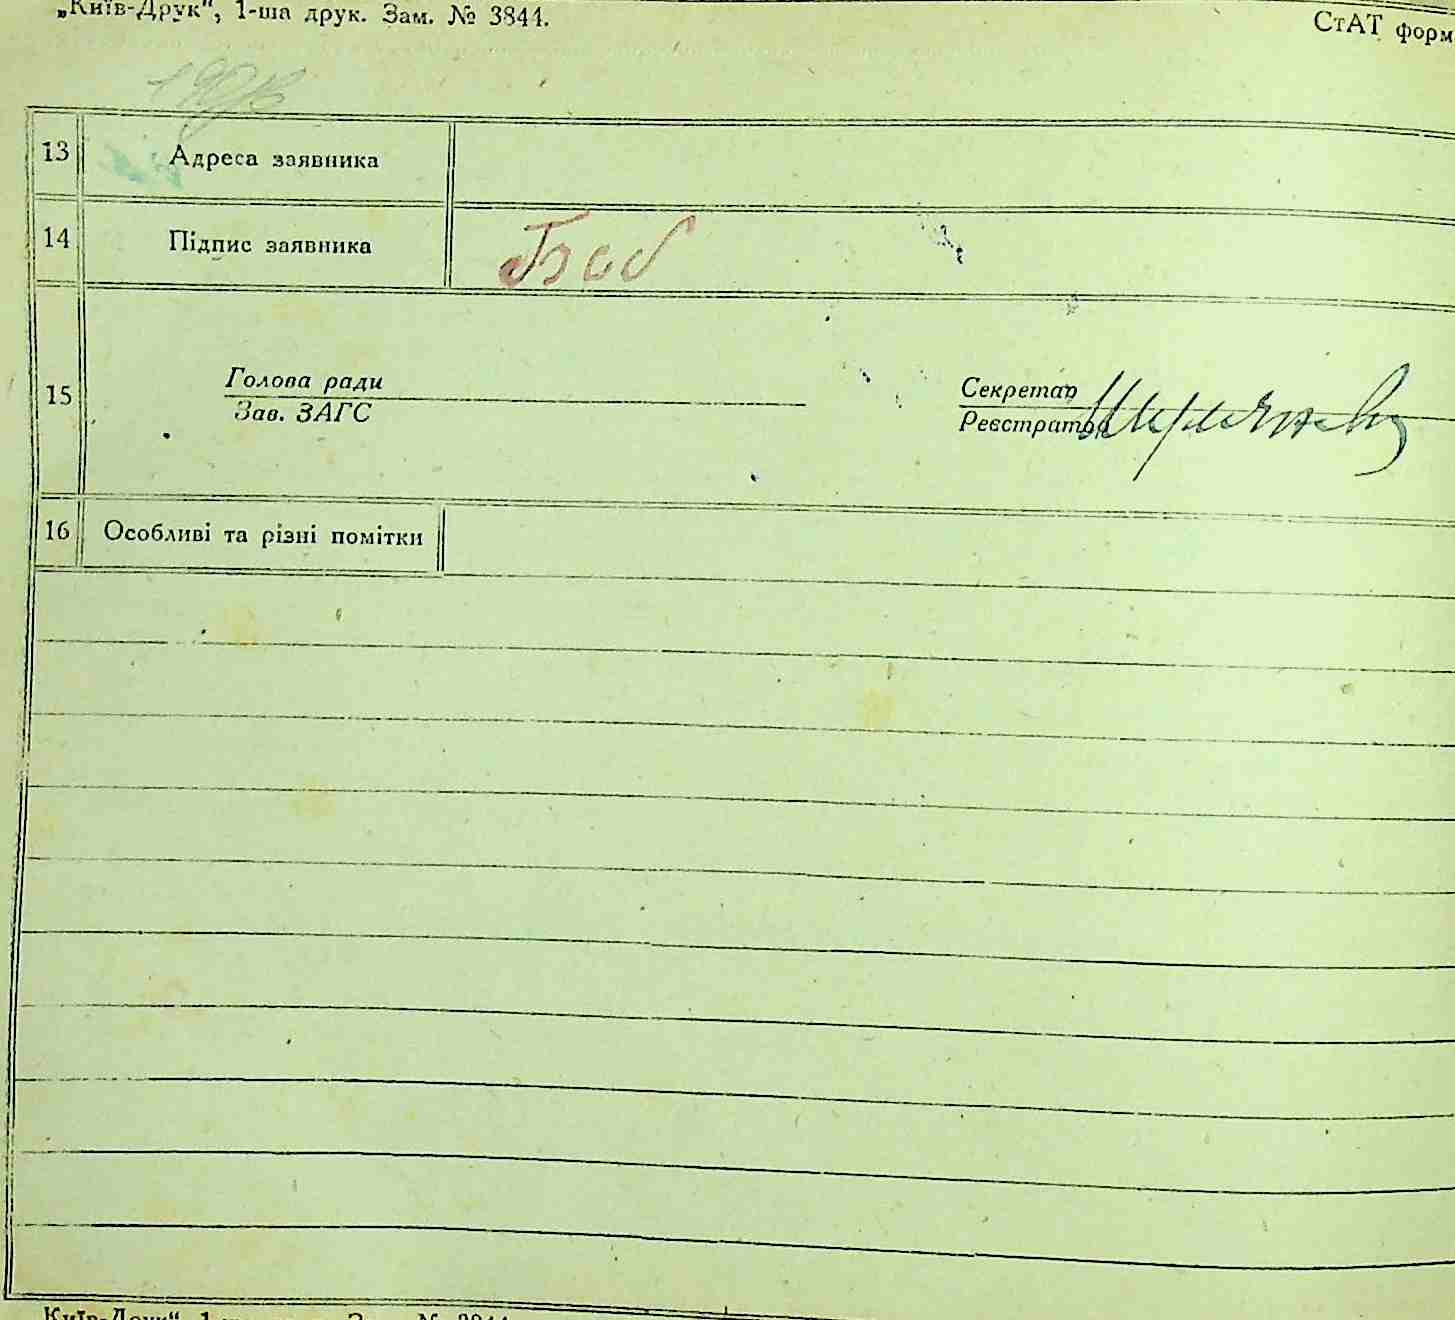 „Київ-Друк“, 1-ша друк. Зам. № 3844.
СтАТ форм
13 Адреса заявника
14 Підпис заявника
15 Голова ради
Зав. ЗАГС
Секретар
Реєстратор
16 Особливі та різні помітки